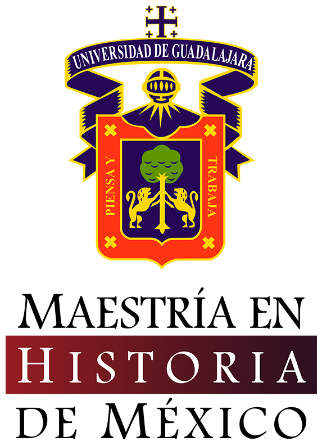 UNIVERSIDAD DE GUADALAJARA
PIENSA Y
TRABAJA
MAESTRÍA EN
HISTORIA
DE MÉXICO